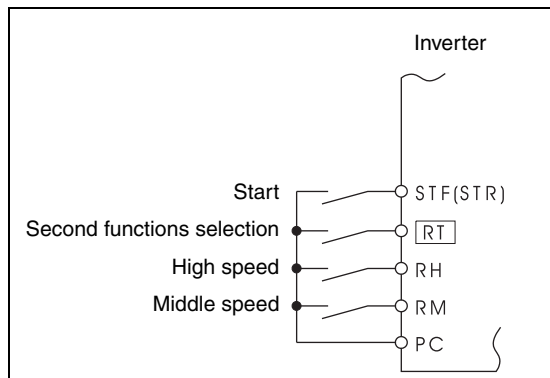 Inverter
Start STF(STR)
Second functions selection RT
High speed RH
Middle speed RM
PC